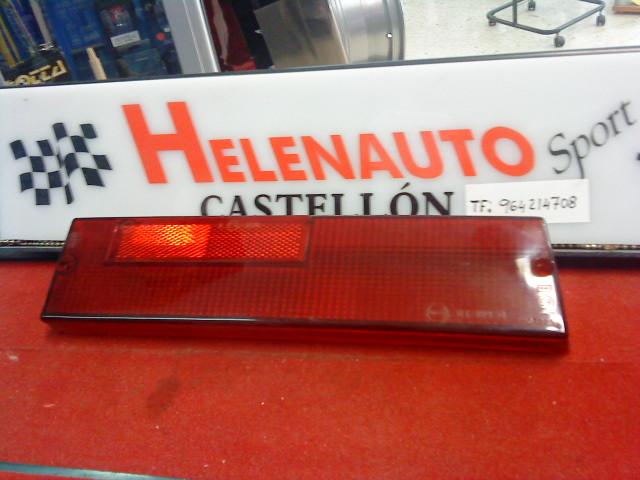 HELENAUTO Sport
CASTELLÓN
TF: 964214708